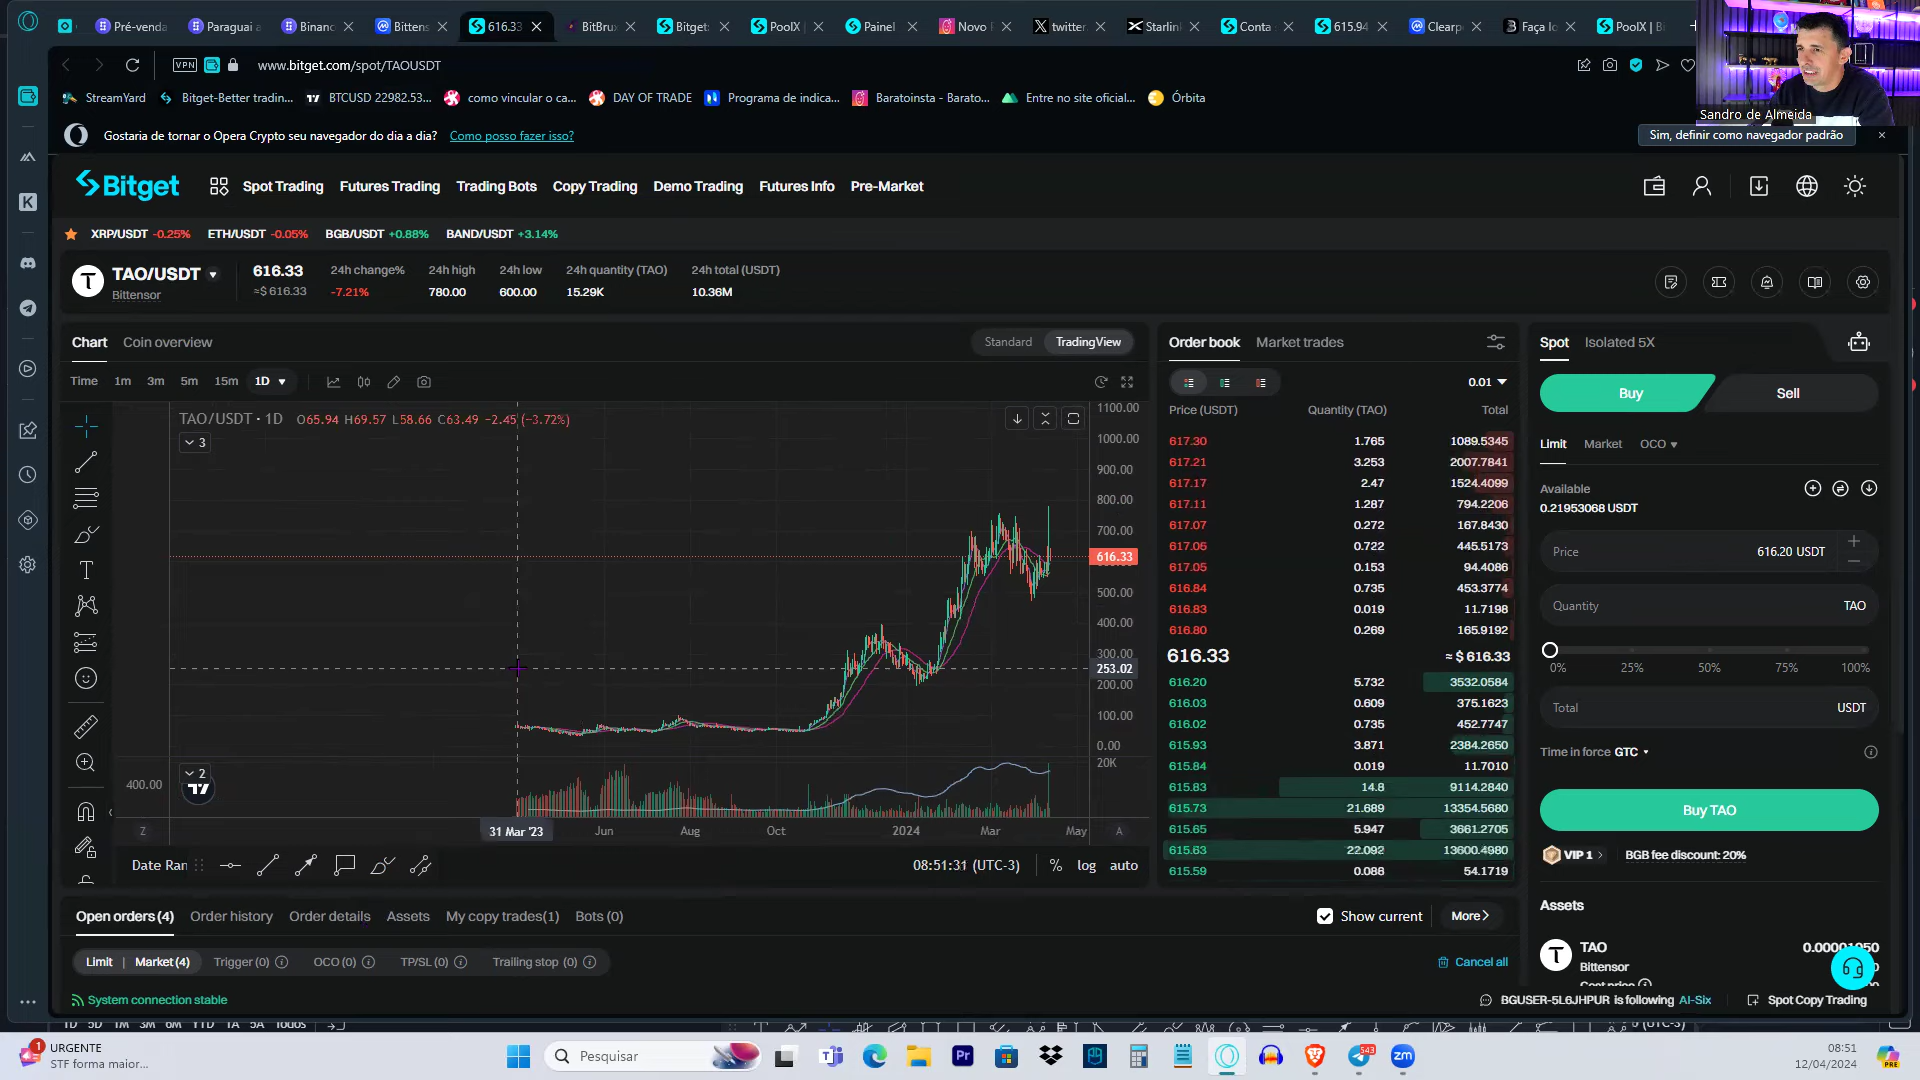 Pré-venda
Paraguai a
Binanc
Bittens
616.33
BitBrux
Bitget:
PoolX |
Painel
Novo
twitter.
Starlin
Conta
615.94
Clearp
Faça lo
PoolX | B
VPN
www.bitget.com/spot/TAOUSDT
StreamYard
Bitget-Better tradin...
BTCUSD 22982.53...
como vincular o ca...
DAY OF TRADE
Programa de indica...
Baratoinsta - Barato...
Entre no site oficial...
Órbita
Sandro de Almeida
Gostaria de tornar o Opera Crypto seu navegador do dia a dia? Como posso fazer isso?
Sim, definir como navegador padrão
Bitget
Spot Trading
Futures Trading
Trading Bots
Copy Trading
Demo Trading
Futures Info
Pre-Market
XRP/USDT -0.25% ETH/USDT -0.05% BGB/USDT +0.88% BAND/USDT +3.14%
TAO/USDT
Bittensor
616.33
≈$ 616.33
24h change%
-7.21%
24h high
780.00
24h low
600.00
24h quantity (TAO)
15.29K
24h total (USDT)
10.36M
Chart Coin overview
Standard TradingView
Time 1m 3m 5m 15m 1D
TAO/USDT · 1D O65.94 H69.57 L58.66 C63.49 −2.45 (−3.72%)
3
1100.00
1000.00
900.00
800.00
700.00
616.33
500.00
400.00
300.00
253.02
200.00
100.00
0.00
20K
2
400.00
Z
31 Mar '23
Jun
Aug
Oct
2024
Mar
May
A
Date Ran
08:51:31 (UTC-3)
% log auto
Order book Market trades
0.01
Price (USDT) Quantity (TAO) Total
617.30 1.765 1089.5345
617.21 3.253 2007.7841
617.17 2.47 1524.4099
617.11 1.287 794.2206
617.07 0.272 167.8430
617.05 0.722 445.5173
617.05 0.153 94.4086
616.84 0.735 453.3774
616.83 0.019 11.7198
616.80 0.269 165.9192
616.33 ≈ $ 616.33
616.20 5.732 3532.0584
616.03 0.609 375.1623
616.02 0.735 452.7747
615.93 3.871 2384.2650
615.84 0.019 11.7010
615.83 14.8 9114.2840
615.73 21.689 13354.5680
615.65 5.947 3661.2705
615.63 22.092 13600.4980
615.59 0.088 54.1719
Spot Isolated 5X
Buy Sell
Limit Market OCO
Available
0.21953068 USDT
Price 616.20 USDT
Quantity TAO
0% 25% 50% 75% 100%
Total USDT
Time in force GTC
Buy TAO
VIP 1 BGB fee discount: 20%
Assets
TAO
Bittensor
Open orders (4) Order history Order details Assets My copy trades(1) Bots (0)
Show current More
Limit | Market(4) Trigger (0) OCO (0) TP/SL (0) Trailing stop (0)
Cancel all
System connection stable
BGUSER-5L6JHPUR is following AI-Six
Spot Copy Trading
1D 5D 1M 3M 6M YTD 1A 5A Todos
(UTC-3)
1
URGENTE
STF forma maior...
Pesquisar
Pr
543
zm
08:51
12/04/2024
PRE